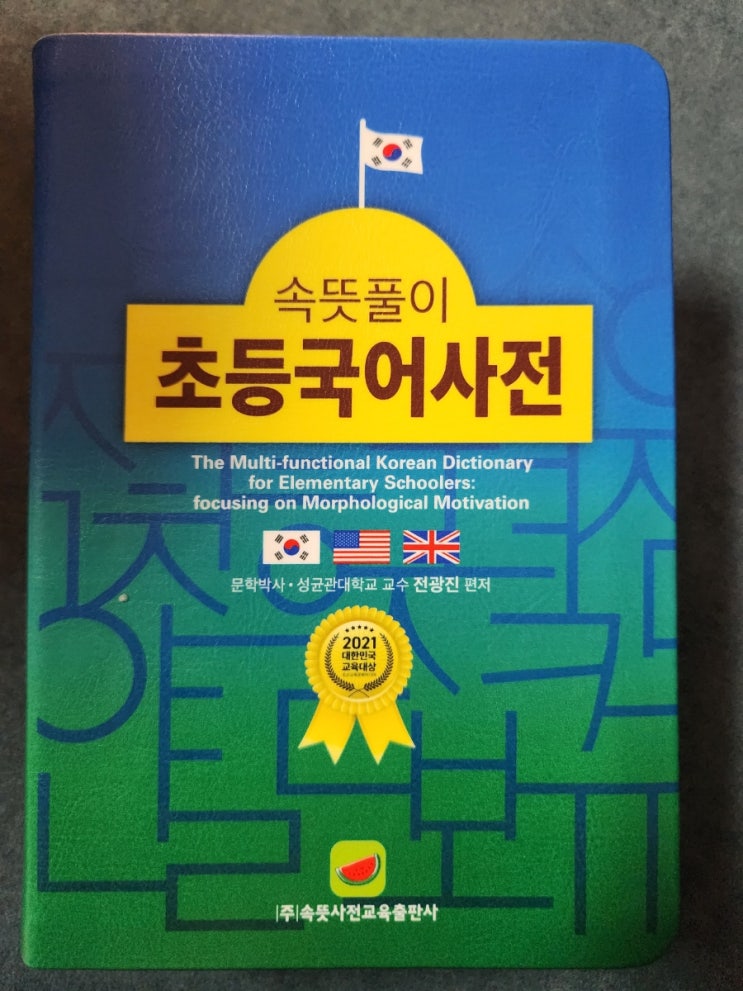 속뜻풀이
초등국어사전
The Multi-functional Korean Dictionary
for Elementary Schoolers:
focusing on Morphological Motivation
문학박사·성균관대학교 교수 전광진 편저
2021
대한민국
교육대상
|주|속뜻사전교육출판사